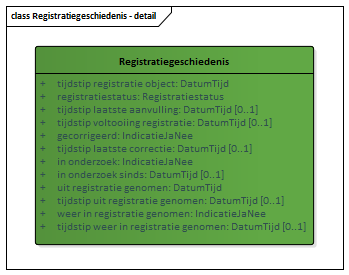 class Registratiegeschiedenis - detail
Registratiegeschiedenis
+ tijdstip registratie object: DatumTijd
+ registratiestatus: Registratiestatus
+ tijdstip laatste aanvulling: DatumTijd [0..1]
+ tijdstip voltooiing registratie: DatumTijd [0..1]
+ gecorrigeerd: IndicatieJaNee
+ tijdstip laatste correctie: DatumTijd [0..1]
+ in onderzoek: IndicatieJaNee
+ in onderzoek sinds: DatumTijd [0..1]
+ uit registratie genomen: DatumTijd
+ tijdstip uit registratie genomen: DatumTijd [0..1]
+ weer in registratie genomen: IndicatieJaNee
+ tijdstip weer in registratie genomen: DatumTijd [0..1]